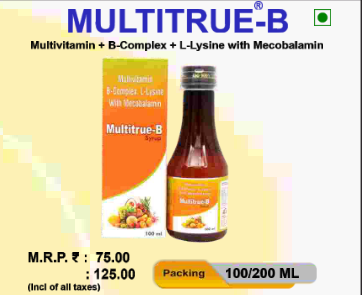 MULTITRUE-B®
Multivitamin + B-Complex + L-Lysine with Mecobalamin
Multivitamin
B-Complex L-Lysine
With Mecobalamin
Multitrue-B
Syrup
100 ml
Multitrue-B
M.R.P. ₹ : 75.00
: 125.00
(Incl of all taxes)
Packing 100/200 ML